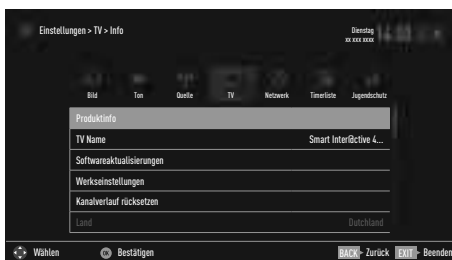 Einstellungen > TV > Info
Dienstag
xx xxx xxxx
Bild Ton Quelle TV Netzwerk Timerliste Jugendschutz
Produktinfo
TV Name Smart Inter@ctive 4...
Softwareaktualisierungen
Werkseinstellungen
Kanalverlauf rücksetzen
Land Dutchland
Wählen OK Bestätigen BACK - Zurück EXIT - Beenden